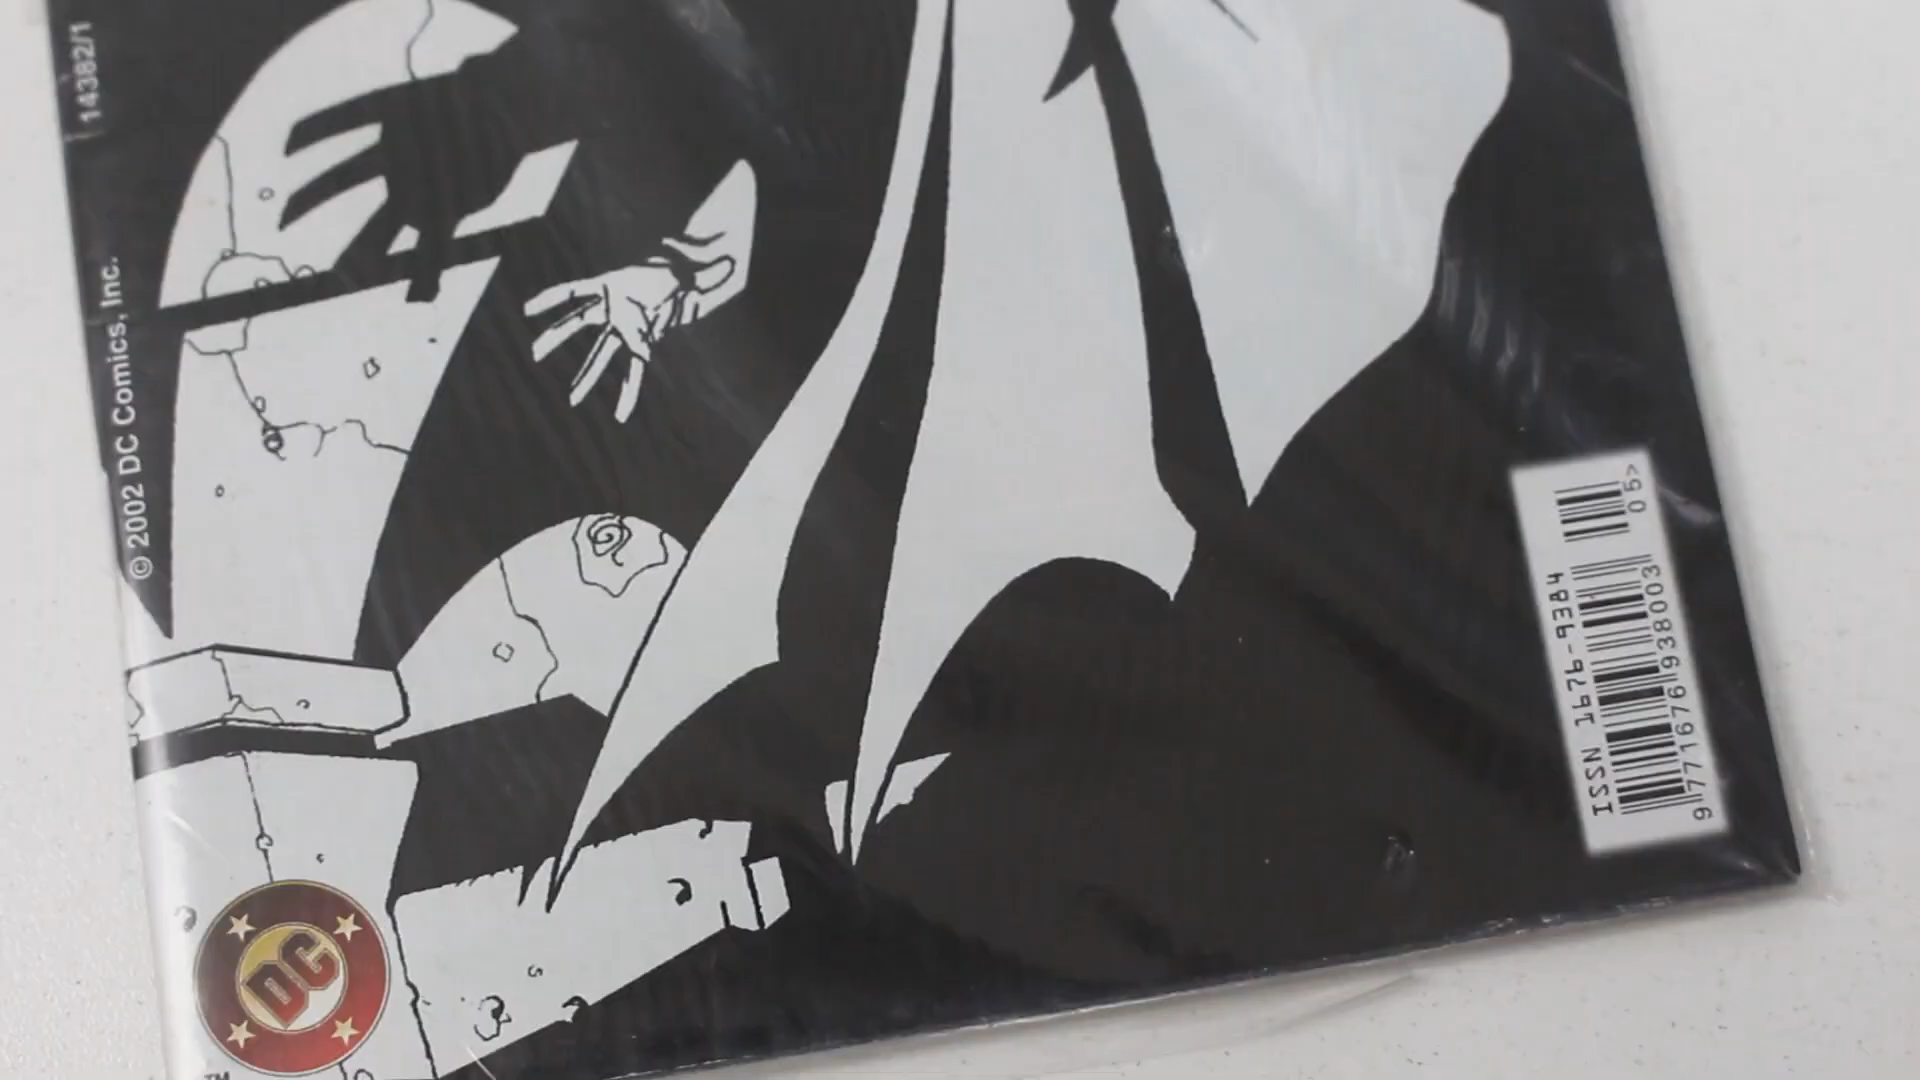 14382/1
© 2002 DC Comics, Inc.
DC
TM
ISSN 1676-9384
05>
9 771676 938003